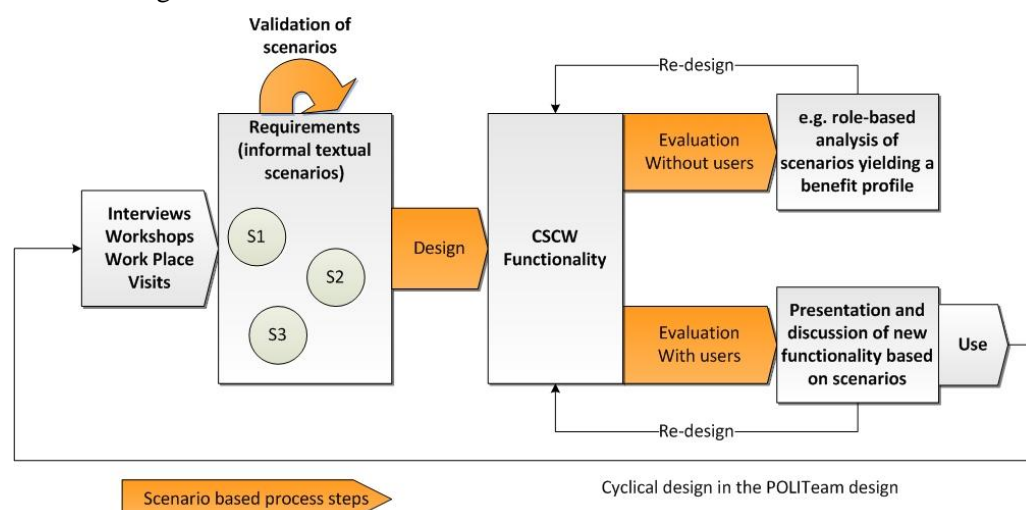 Validation of
scenarios
Requirements
(informal textual
scenarios)
S1
S2
S3
Interviews
Workshops
Work Place
Visits
Design
CSCW
Functionality
Re-design
Evaluation
Without users
e.g. role-based
analysis of
scenarios yielding a
benefit profile
Evaluation
With users
Presentation and
discussion of new
functionality based
on scenarios
Use
Re-design
Scenario based process steps
Cyclical design in the POLITeam design